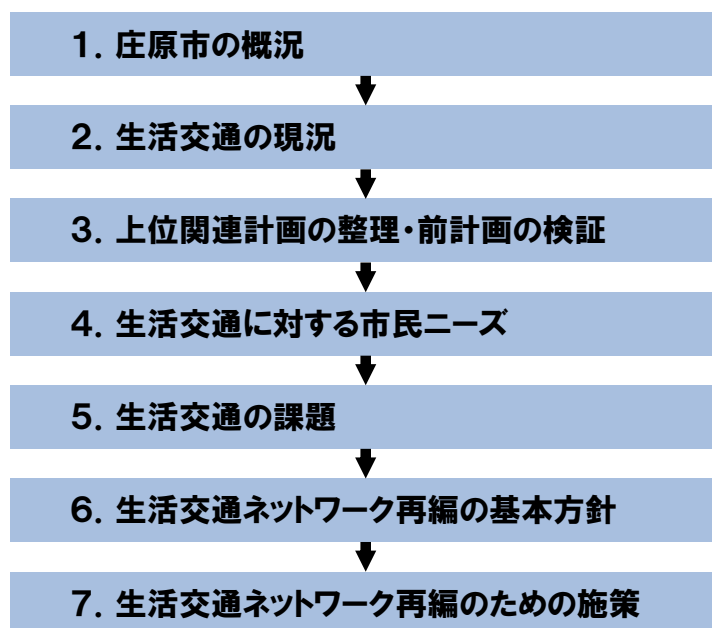 1．庄原市の概況
2．生活交通の現況
3．上位関連計画の整理・前計画の検証
4．生活交通に対する市民ニーズ
5．生活交通の課題
6．生活交通ネットワーク再編の基本方針
7．生活交通ネットワーク再編のための施策